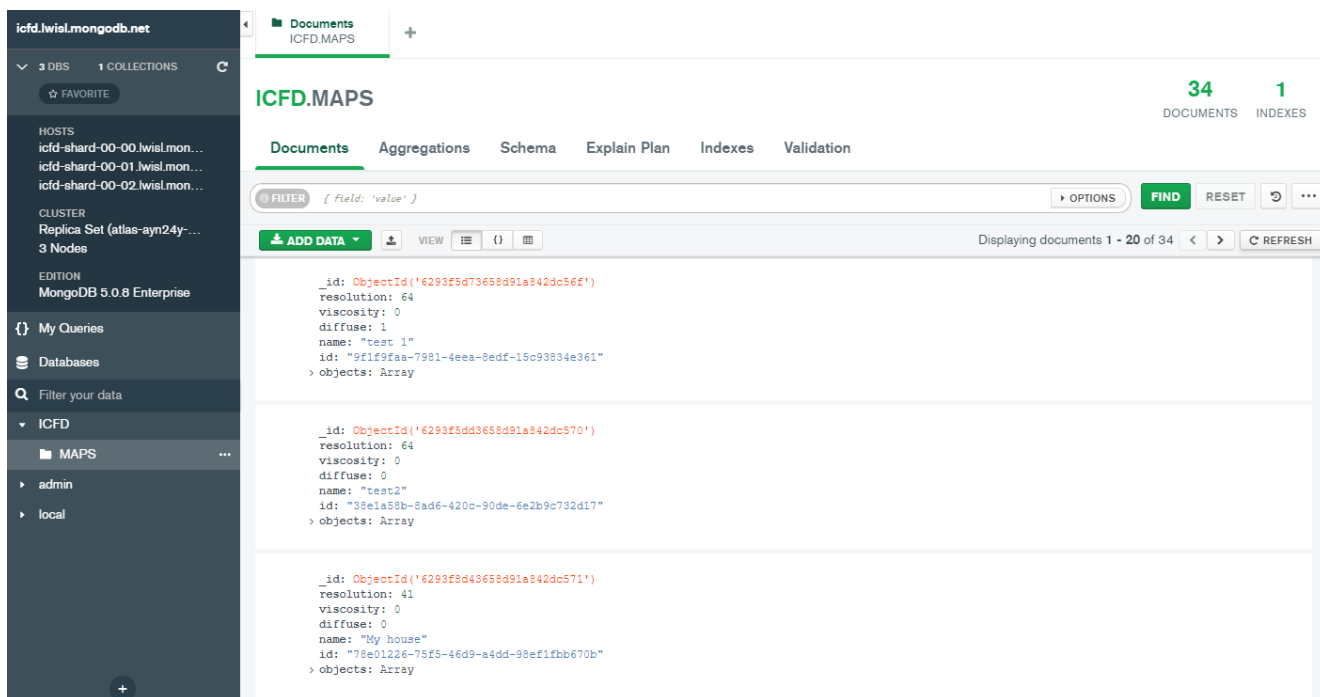 icfd.lwisl.mongodb.net
3 DBS 1 COLLECTIONS
FAVORITE
HOSTS
icfd-shard-00-00.lwisl.mon...
icfd-shard-00-01.lwisl.mon...
icfd-shard-00-02.lwisl.mon...
CLUSTER
Replica Set (atlas-ayn24y-...
3 Nodes
EDITION
MongoDB 5.0.8 Enterprise
{} My Queries
Databases
Filter your data
ICFD
MAPS ...
admin
local
+
Documents
ICFD.MAPS
+
ICFD.MAPS
34 DOCUMENTS
1 INDEXES
Documents Aggregations Schema Explain Plan Indexes Validation
FILTER { field: 'value' } OPTIONS FIND RESET ...
ADD DATA VIEW {} Displaying documents 1 - 20 of 34 < > REFRESH
_id: ObjectId('6293f5d73658d91a842dc56f')
resolution: 64
viscosity: 0
diffuse: 1
name: "test 1"
id: "9f1f9faa-7981-4eea-8edf-15c93834e361"
> objects: Array
_id: ObjectId('6293f5dd3658d91a842dc570')
resolution: 64
viscosity: 0
diffuse: 0
name: "test2"
id: "38e1a58b-8ad6-420c-90de-6e2b9c732d17"
> objects: Array
_id: ObjectId('6293f8d43658d91a842dc571')
resolution: 41
viscosity: 0
diffuse: 0
name: "My house"
id: "78e01226-75f5-46d9-a4dd-98ef1fbb670b"
> objects: Array